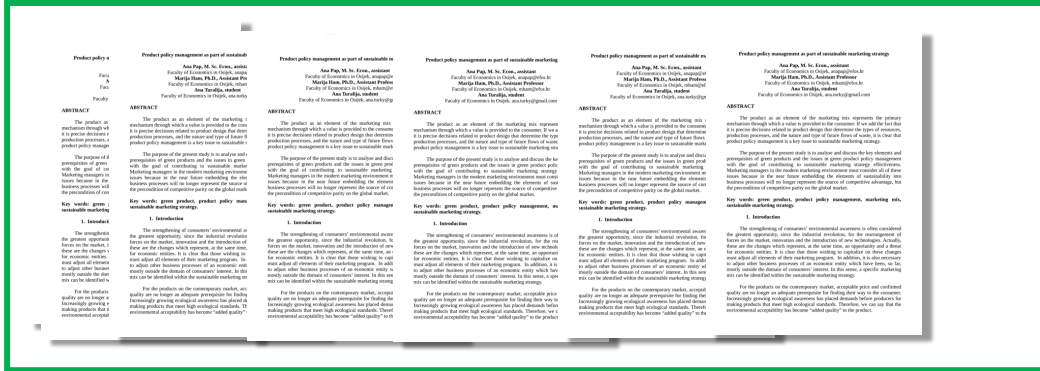 Product policy management as part of sustainable marketing strategy
Ana Pap, M. Sc. Econ., assistant
Faculty of Economics in Osijek, anapap@efos.hr
Marija Ham, Ph.D., Assistant Professor
Faculty of Economics in Osijek, mham@efos.hr
Ana Turalija, student
Faculty of Economics in Osijek, ana.turky@gmail.com
ABSTRACT
The product as an element of the marketing mix represents the primary
mechanism through which a value is provided to the consumer. If we add the fact that
it is precise decisions related to product design that determine the types of resources,
production processes, and the nature and type of future flows of waste, it is clear that
product policy management is a key issue to sustainability marketing strategy.
The purpose of the present study is to analyse and discus the key elements and
prerequisites of green products and the issues in green product policy management
with the goal of contributing to sustainable marketing strategy effectiveness.
Marketing managers in the modern environment must consider all of these
issues because in the near future embedding the elements of sustainability into
business processes will no longer represent the source of competitive advantage, but
the precondition of competitive parity on the global market.
Key words: green product, product policy management, marketing mix,
sustainable marketing strategy.
1. Introduction
The strengthening of consumers' environmental awareness is often considered
the greatest opportunity, since the industrial revolution, for the rearrangement of
forces on the market, innovation and the introduction of new technologies. Actually,
these are the changes which represent, at the same time, an opportunity and a threat
for economic entities. It is clear that those wishing to capitalize on those changes
must adjust all elements of their marketing program. In addition, it is also necessary
to adjust other business processes of an economic entity which have been, so far,
mostly outside the domain of consumers' interest. In this sense, a specific marketing
mix can be identified within the sustainable marketing strategy.
For the products on the contemporary market, acceptable price and confirmed
quality are no longer an adequate prerequisite for finding their way to the consumer.
Increasingly growing ecological awareness has placed demands before producers for
making products that meet high ecological standards. Therefore, we can say that the
environmental acceptability has become "added quality" to the product.